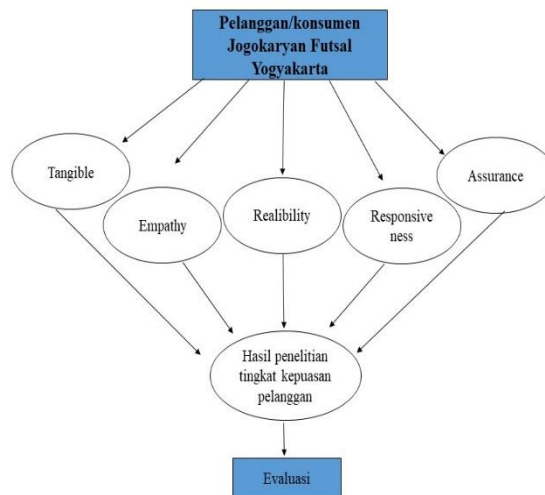 Pelanggan/konsumen
Jogokaryan Futsal
Yogyakarta
Tangible
Empathy
Realibility
Responsive
ness
Assurance
Hasil penelitian
tingkat kepuasan
pelanggan
Evaluasi